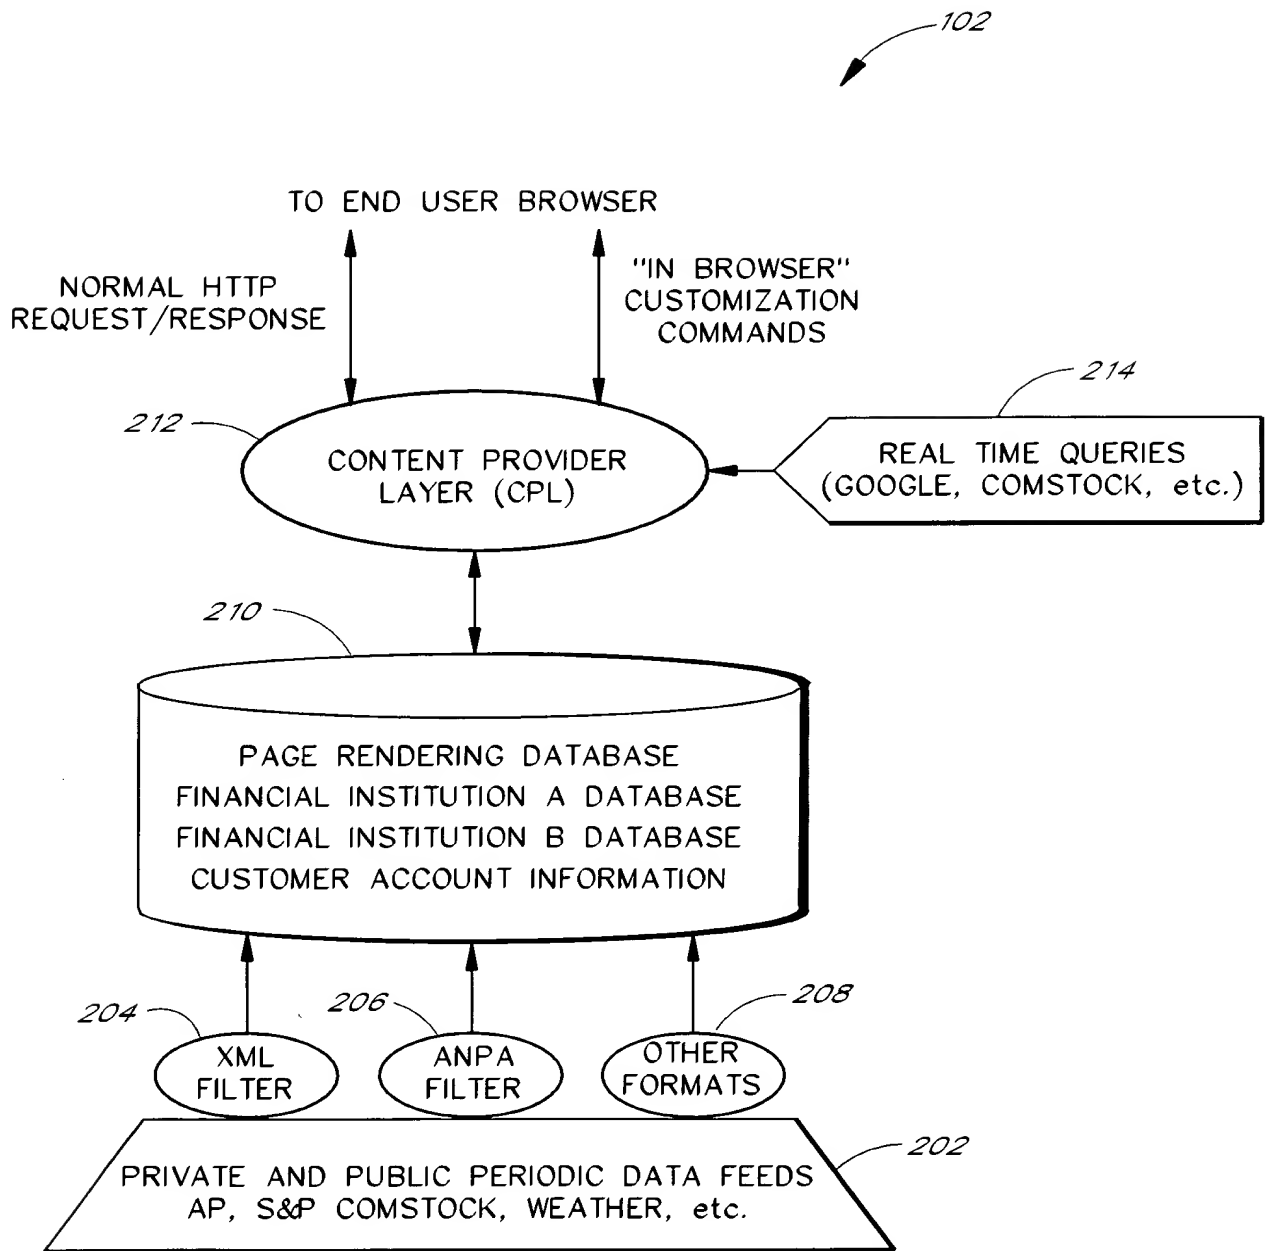 102
TO END USER BROWSER
NORMAL HTTP
REQUEST/RESPONSE
"IN BROWSER"
CUSTOMIZATION
COMMANDS
212
CONTENT PROVIDER
LAYER (CPL)
214
REAL TIME QUERIES
(GOOGLE, COMSTOCK, etc.)
210
PAGE RENDERING DATABASE
FINANCIAL INSTITUTION A DATABASE
FINANCIAL INSTITUTION B DATABASE
CUSTOMER ACCOUNT INFORMATION
204
XML
FILTER
206
ANPA
FILTER
208
OTHER
FORMATS
202
PRIVATE AND PUBLIC PERIODIC DATA FEEDS
AP, S&P COMSTOCK, WEATHER, etc.